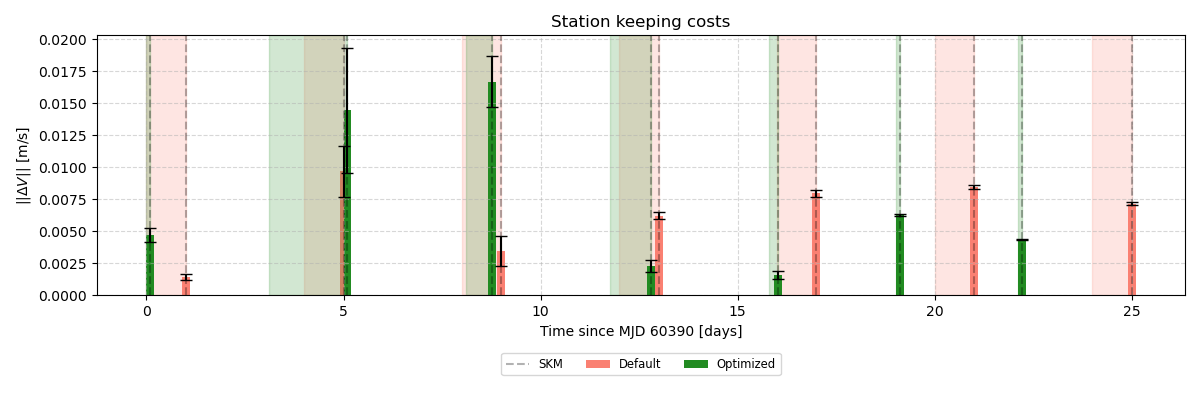 Station keeping costs
0.0200
0.0175
0.0150
0.0125
0.0100
0.0075
0.0050
0.0025
0.0000
||ΔV|| [m/s]
0 5 10 15 20 25
Time since MJD 60390 [days]
SKM Default Optimized